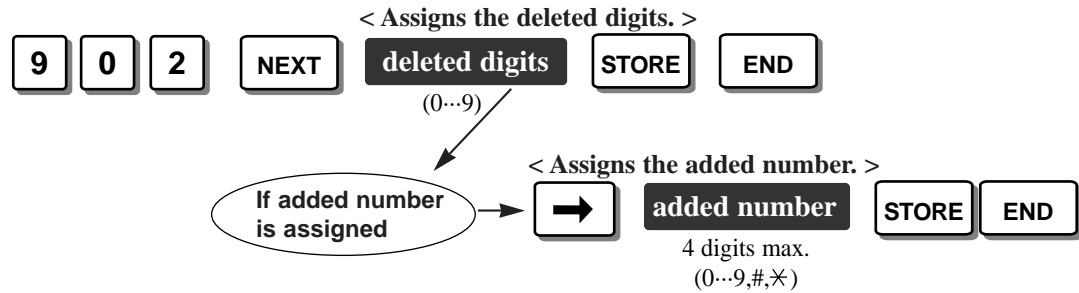 < Assigns the deleted digits. >
9 0 2 NEXT deleted digits STORE END
(0···9)
< Assigns the added number. >
If added number
is assigned
➡ added number STORE END
4 digits max.
(0···9,#,✳)